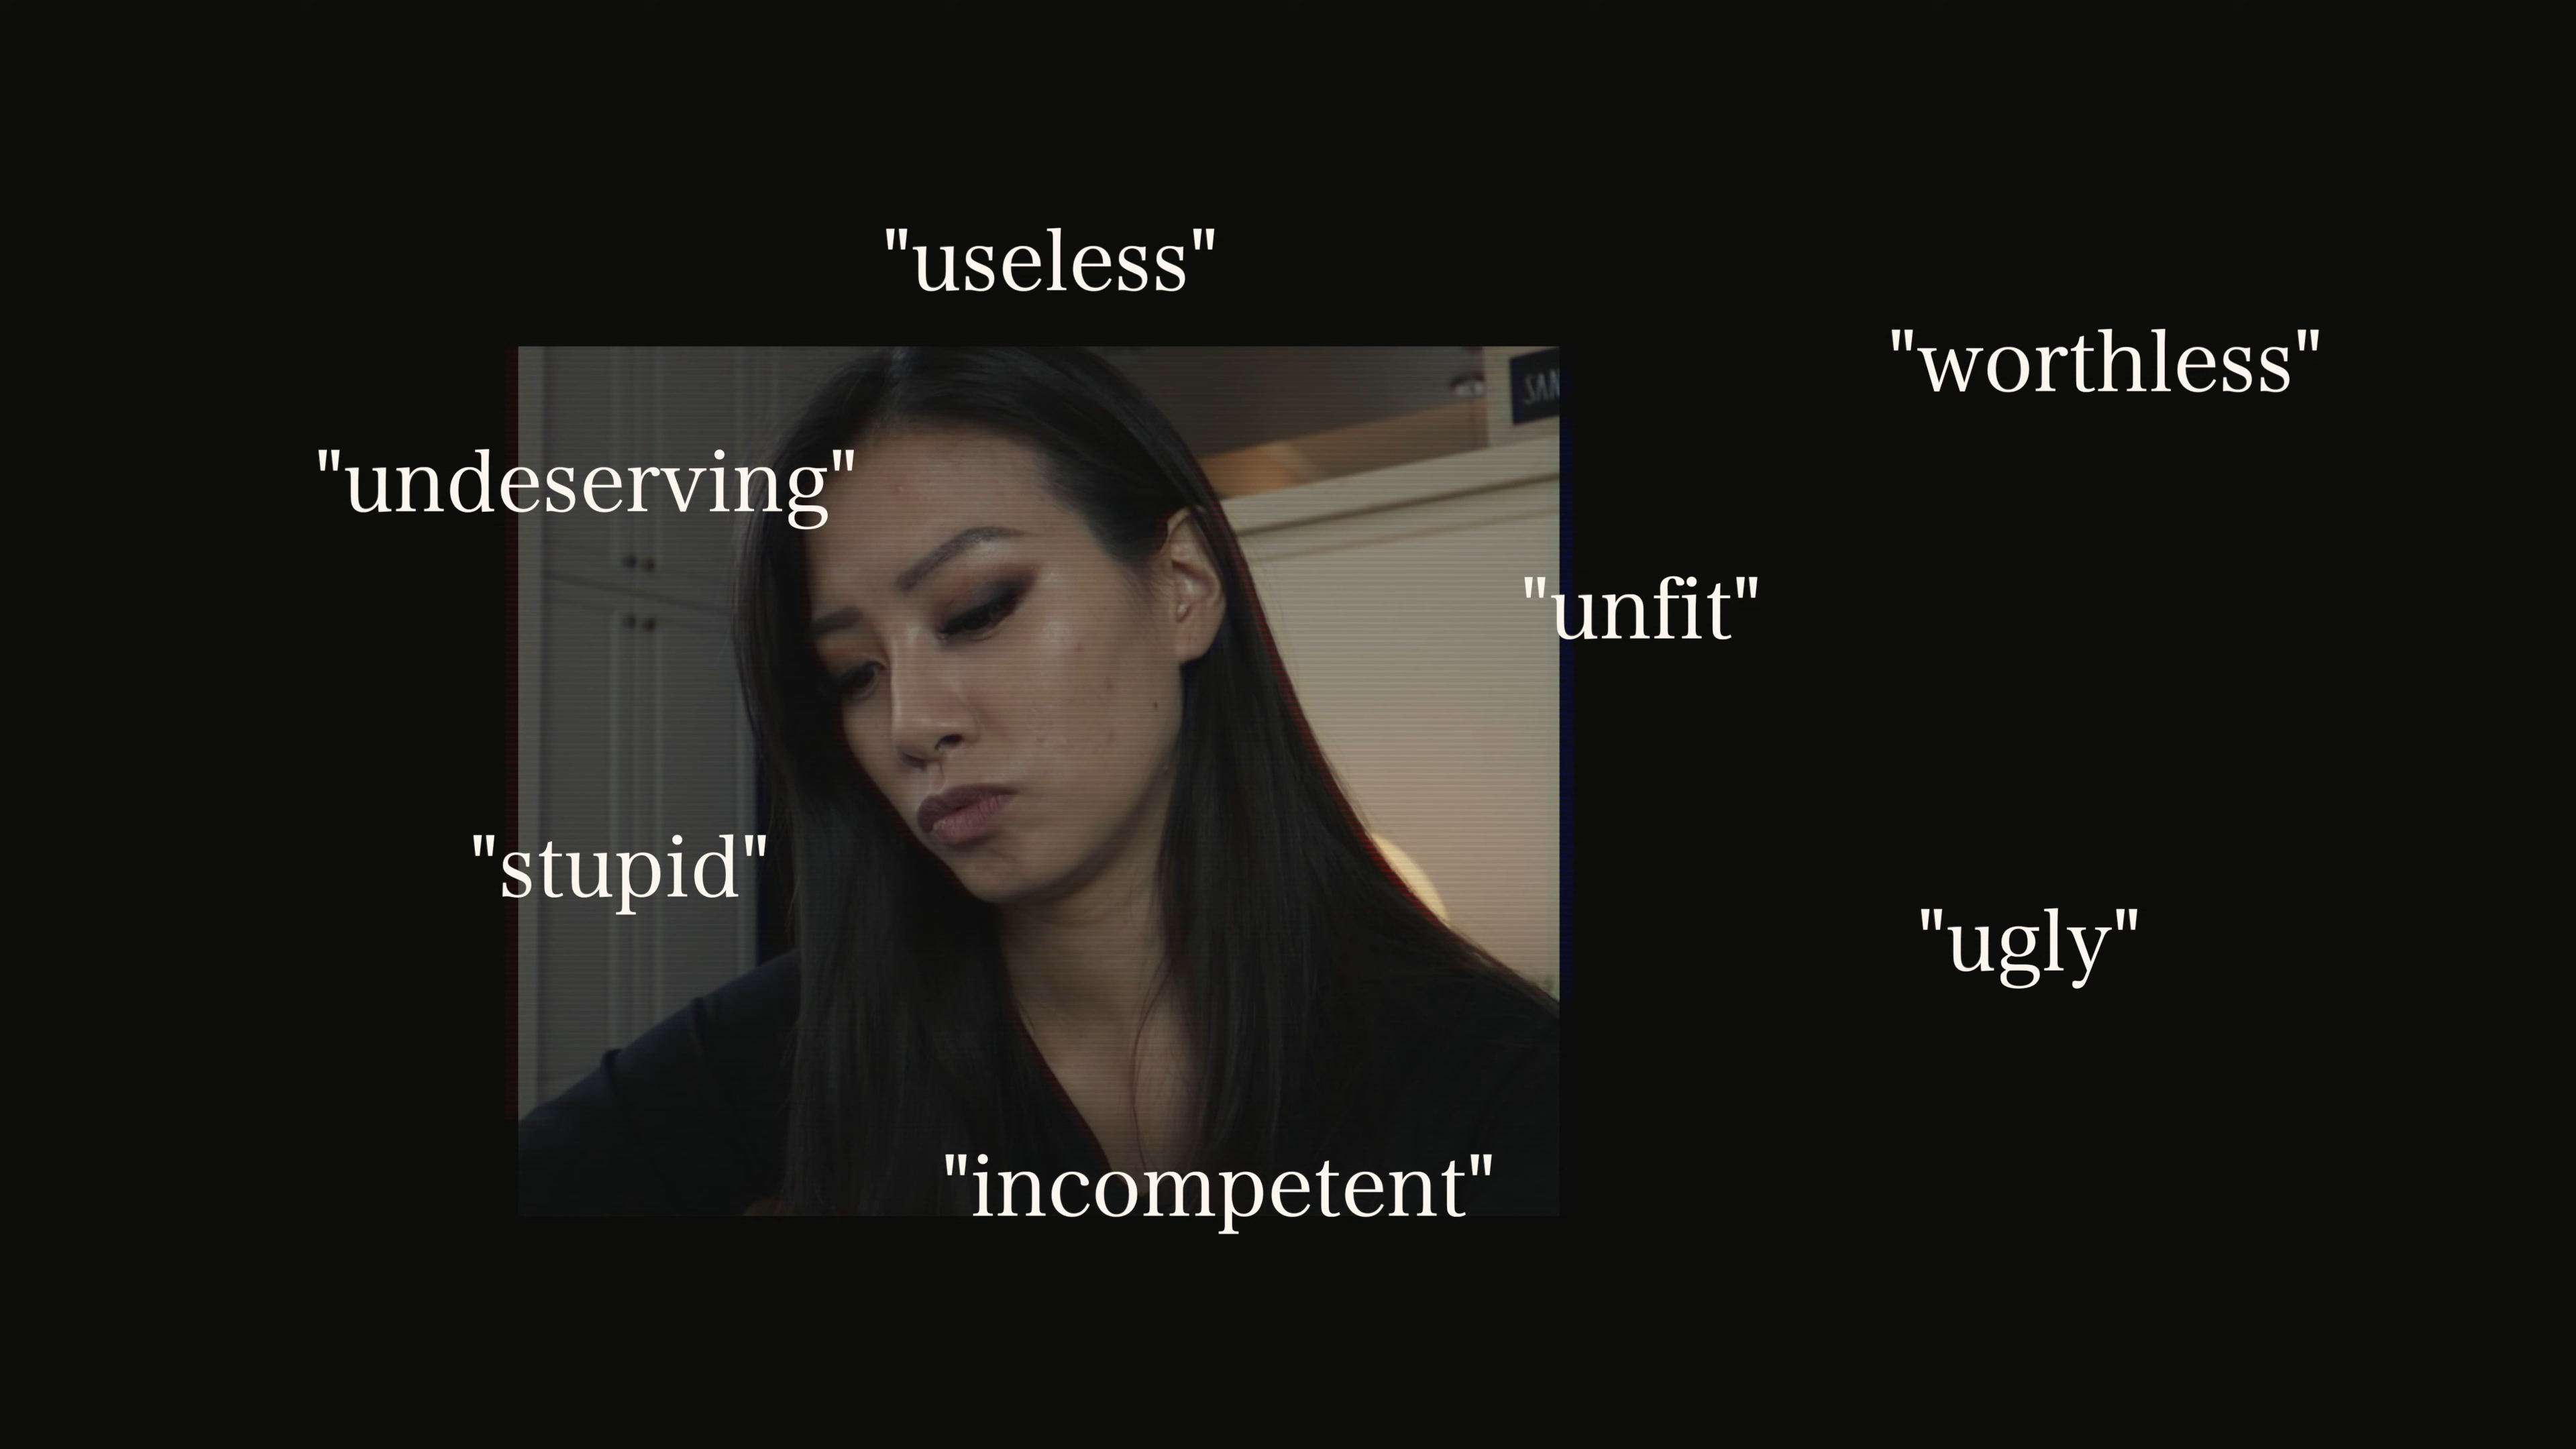 "useless"
"worthless"
"undeserving"
"unfit"
"stupid"
"ugly"
"incompetent"